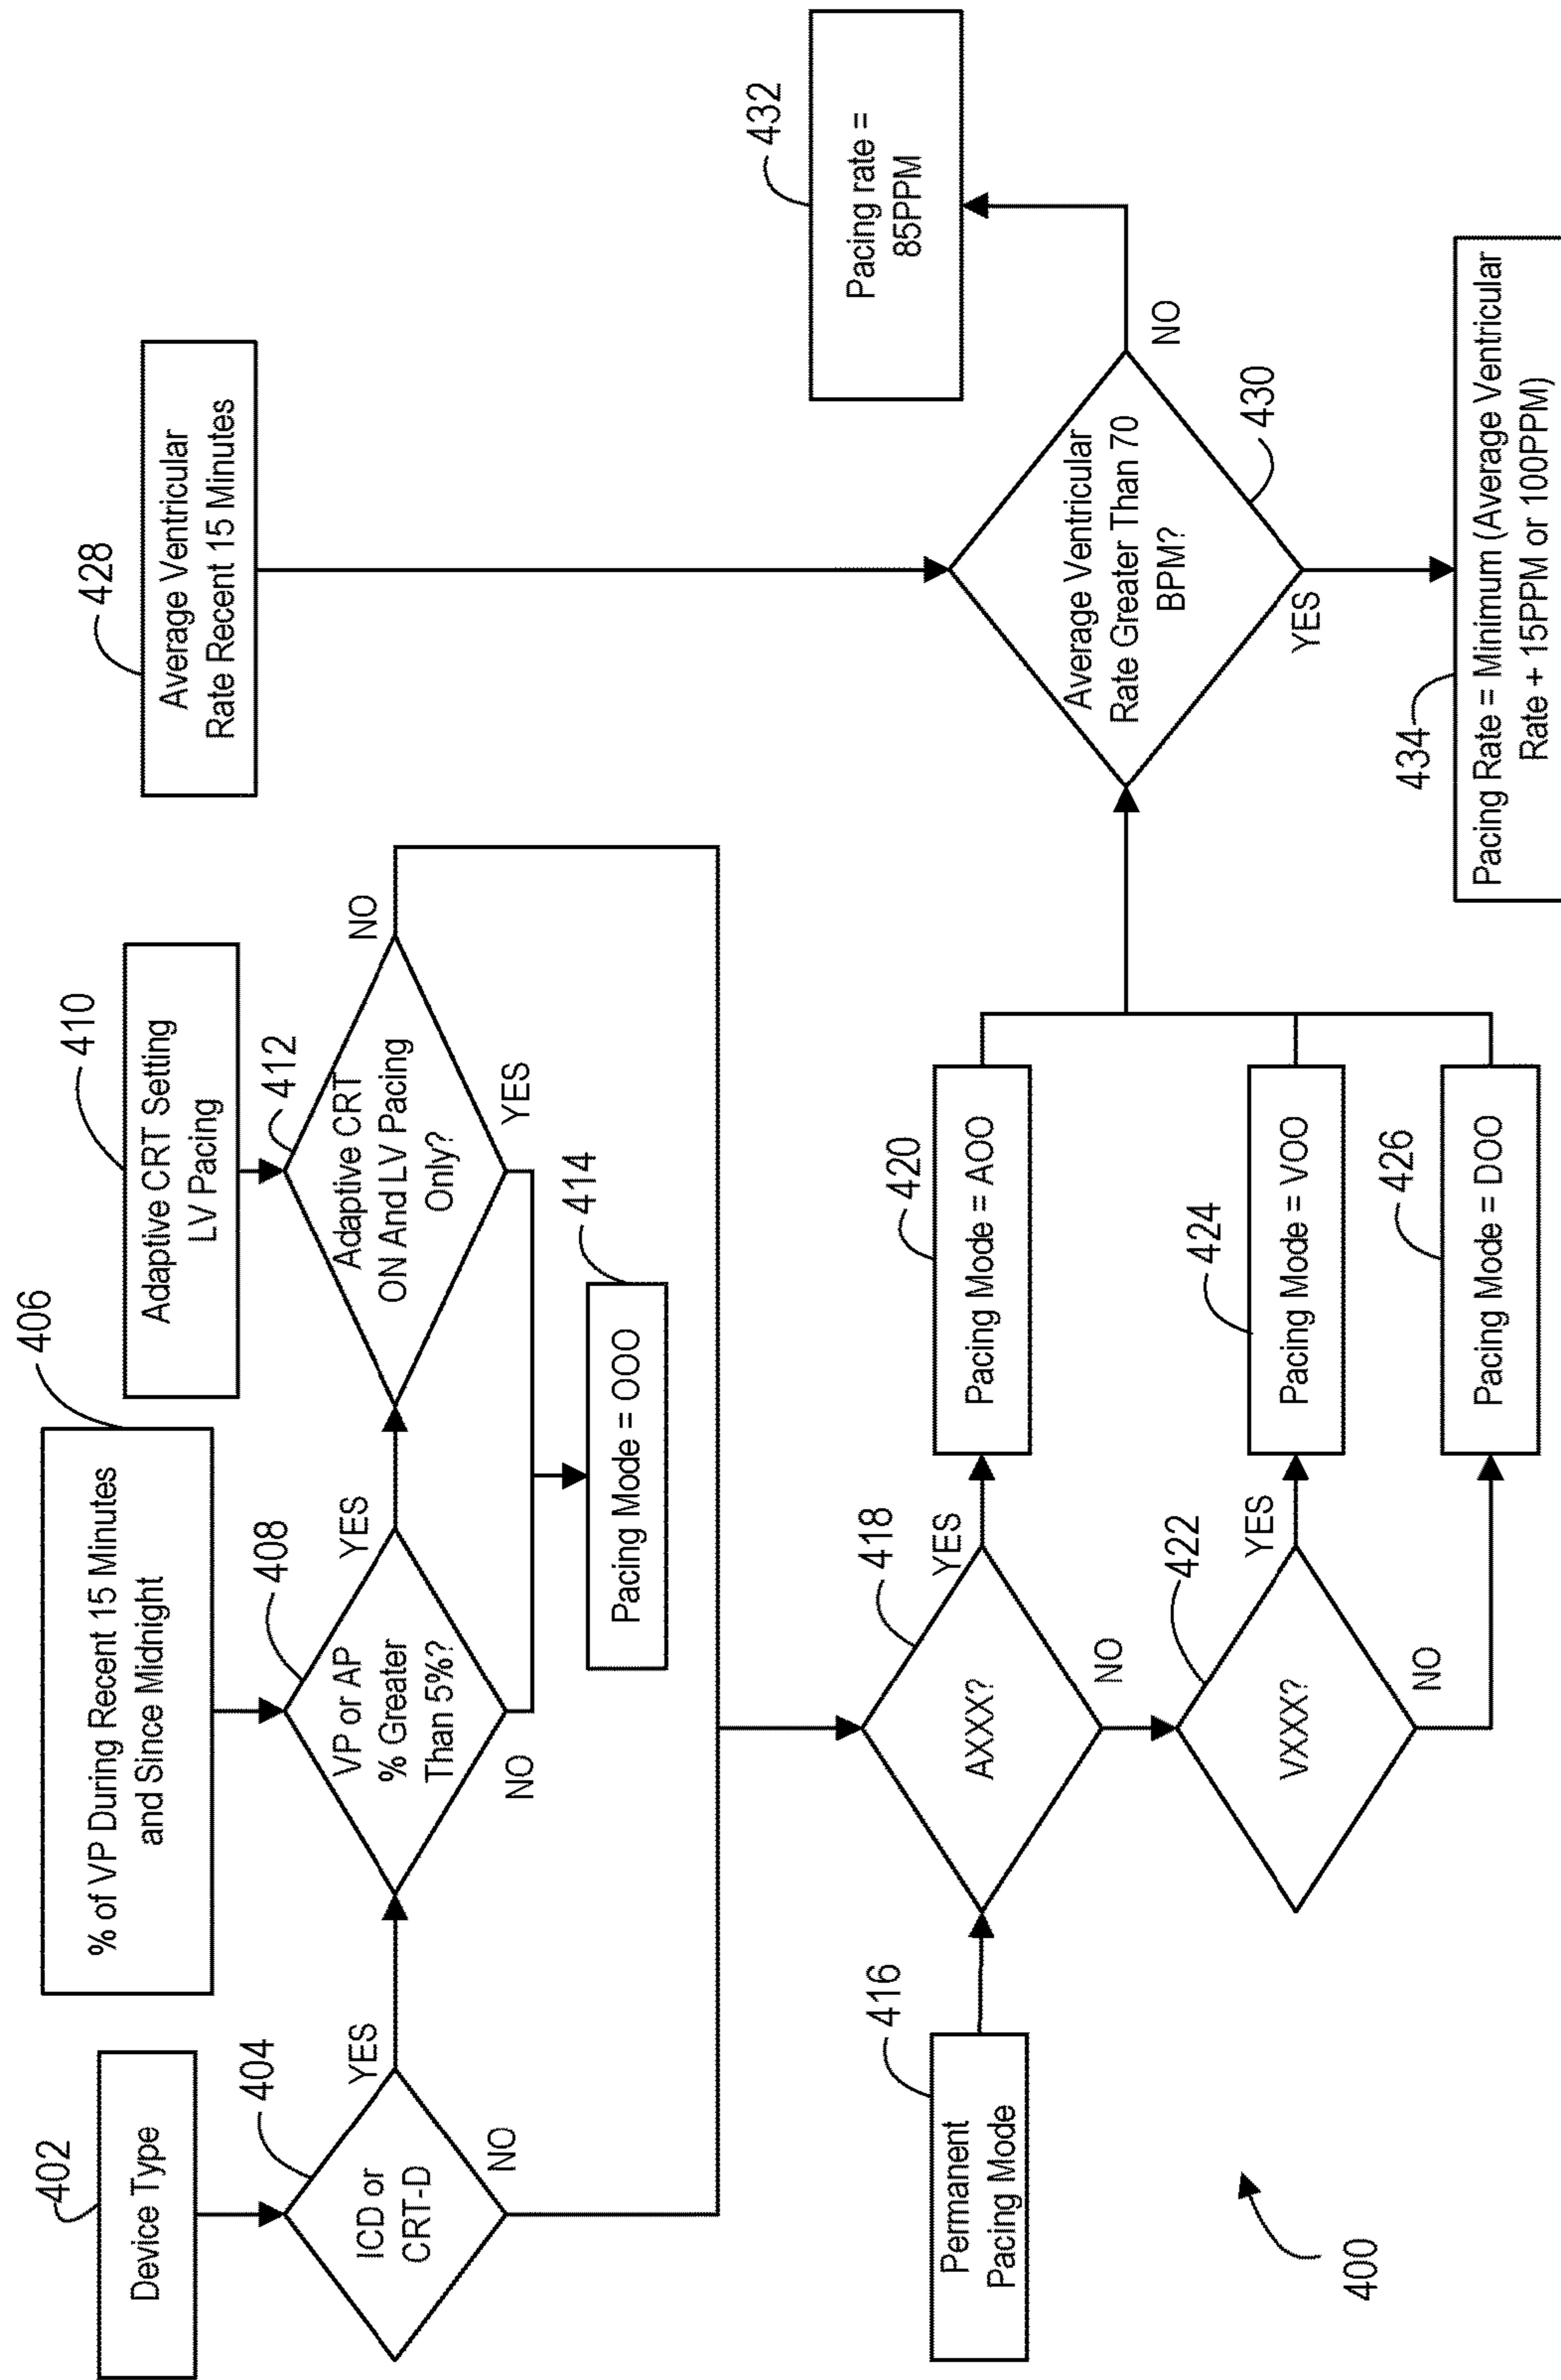 402
Device Type
404
ICD or
CRT-D
YES
NO
406
% of VP During Recent 15 Minutes
and Since Midnight
408
VP or AP
% Greater
Than 5%?
YES
NO
410
Adaptive CRT Setting
LV Pacing
412
Adaptive CRT
ON And LV Pacing
Only?
NO
YES
414
Pacing Mode = OOO
416
Permanent
Pacing Mode
418
AXXX?
YES
NO
420
Pacing Mode = AOO
422
VXXX?
YES
NO
424
Pacing Mode = VOO
426
Pacing Mode = DOO
428
Average Ventricular
Rate Recent 15 Minutes
Average Ventricular
Rate Greater Than 70
BPM?
430
NO
YES
432
Pacing rate =
85PPM
434
Pacing Rate = Minimum (Average Ventricular
Rate + 15PPM or 100PPM)
400